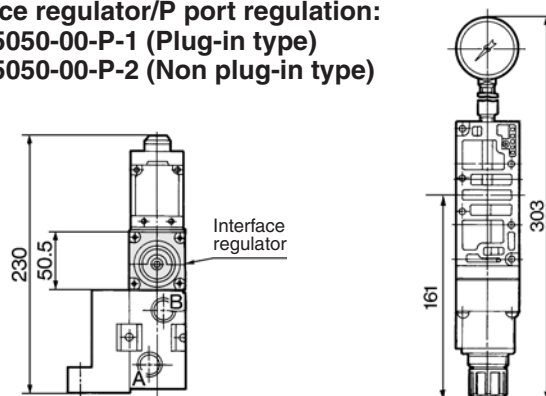 ce regulator/P port regulation:
5050-00-P-1 (Plug-in type)
5050-00-P-2 (Non plug-in type)
230
50.5
Interface
regulator
B
A
161
303